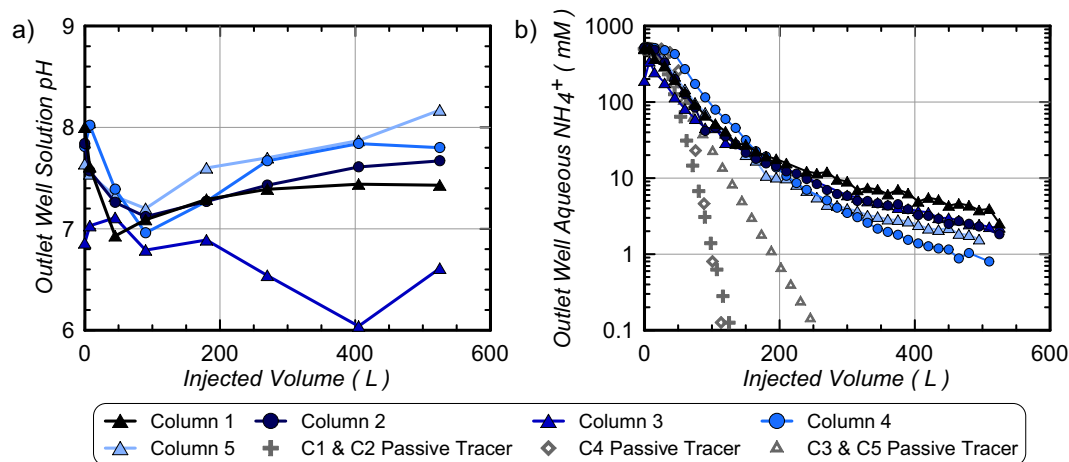 a)
Outlet Well Solution pH
9
8
7
6
0
200
400
600
Injected Volume ( L )
b)
Outlet Well Aqueous NH4+ ( mM )
1000
100
10
1
0.1
0
200
400
600
Injected Volume ( L )
Column 1
Column 2
Column 3
Column 4
Column 5
C1 & C2 Passive Tracer
C4 Passive Tracer
C3 & C5 Passive Tracer